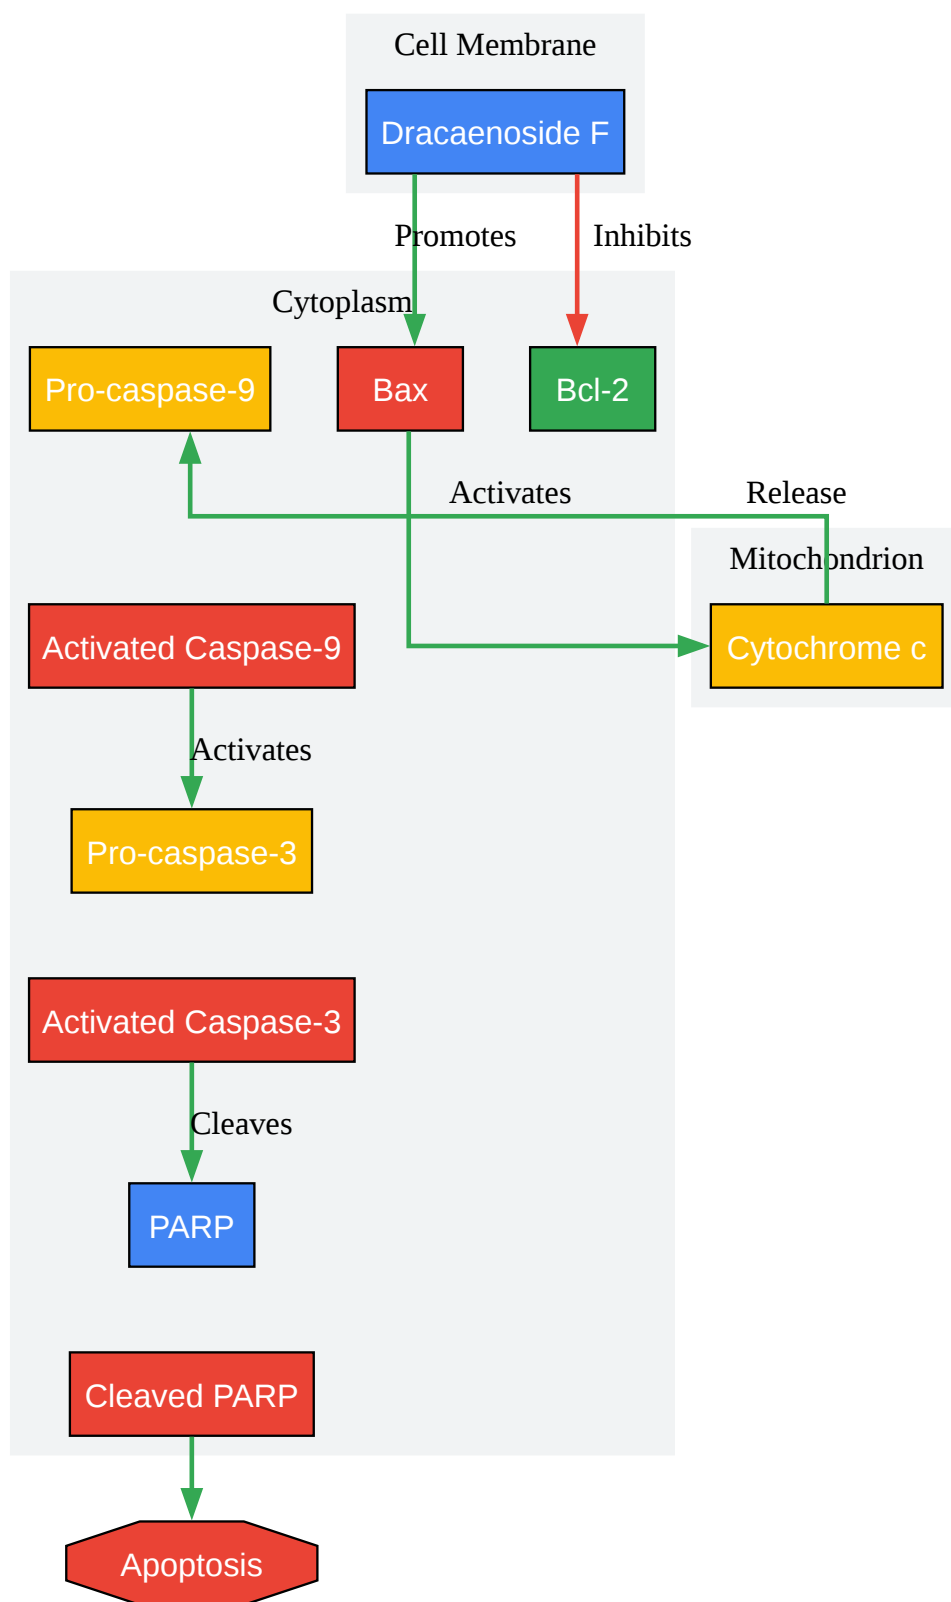 Cell Membrane
Dracaenoside F
Promotes
Inhibits
Cytoplasm
Pro-caspase-9
Bax
Bcl-2
Activates
Release
Mitochondrion
Activated Caspase-9
Cytochrome c
Activates
Pro-caspase-3
Activated Caspase-3
Cleaves
PARP
Cleaved PARP
Apoptosis